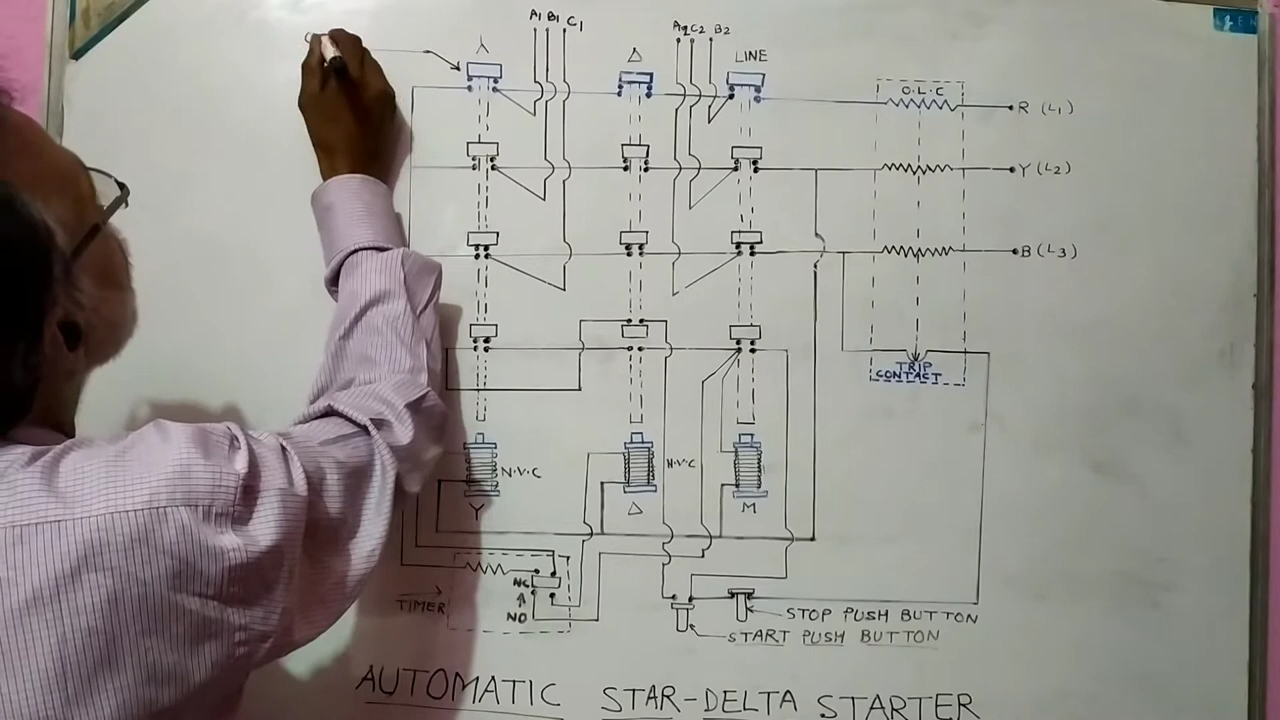 A1 B1 C1
A2 C2 B2
人 Δ LINE
O.L.C
R (L1)
Y (L2)
B (L3)
TRIP
CONTACT
N.V.C
N.V.C
Y Δ M
NC
TIMER
NO
STOP PUSH BUTTON
START PUSH BUTTON
AUTOMATIC STAR-DELTA STARTER